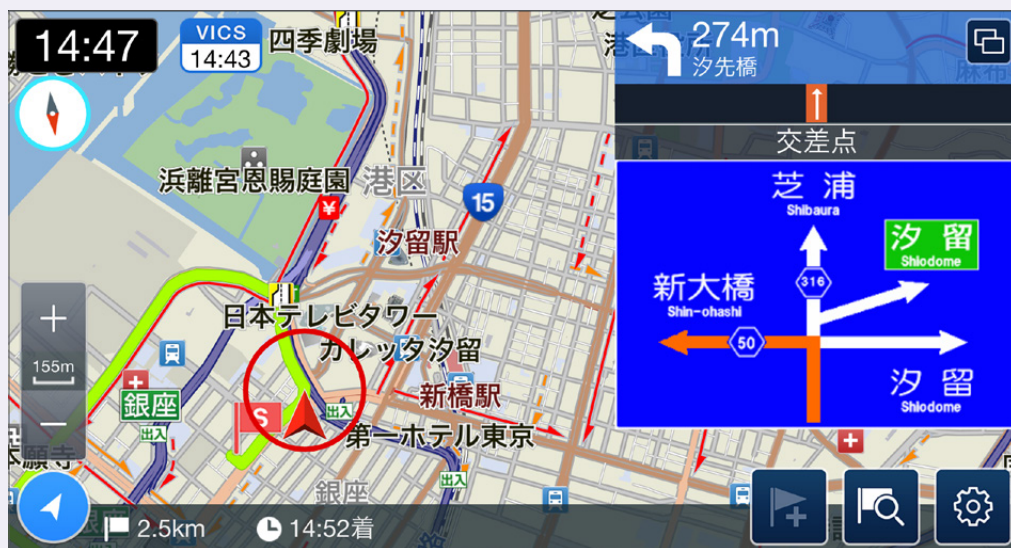 14:47
VICS
14:43
四季劇場
浜離宮恩賜庭園
港区
¥
15
汐留駅
日本テレビタワー
カレッタ汐留
新橋駅
155m
銀座
出入
S
出入
第一ホテル東京
出入
銀座
2.5km
14:52着
274m
汐先橋
交差点
芝浦
Shibaura
汐留
Shiodome
316
新大橋
Shin-ohashi
50
汐留
Shiodome